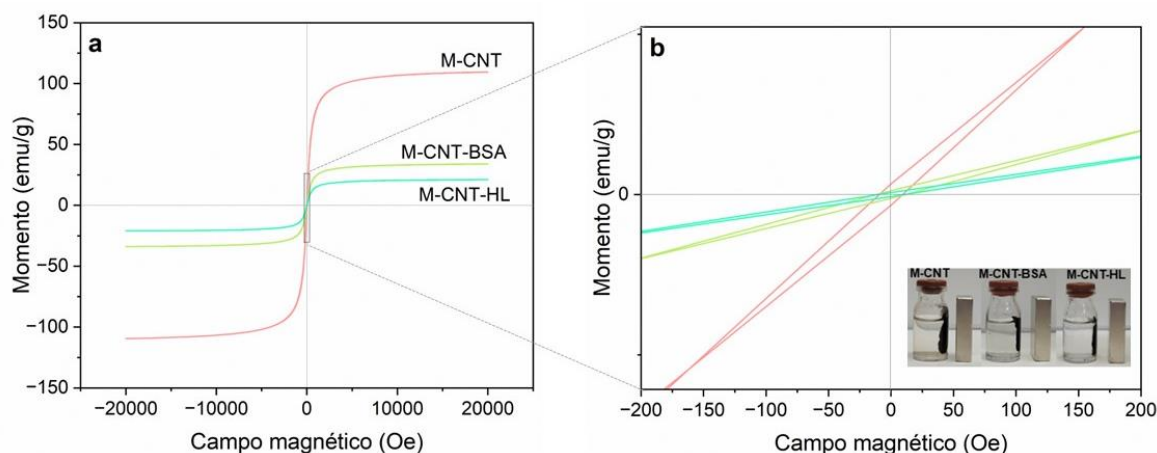 a
150
100
50
0
−50
−100
−150
Momento (emu/g)
M-CNT
M-CNT-BSA
M-CNT-HL
−20000 −10000 0 10000 20000
Campo magnético (Oe)
b
0
Momento (emu/g)
M-CNT M-CNT-BSA M-CNT-HL
−200 −150 −100 −50 0 50 100 150 200
Campo magnético (Oe)